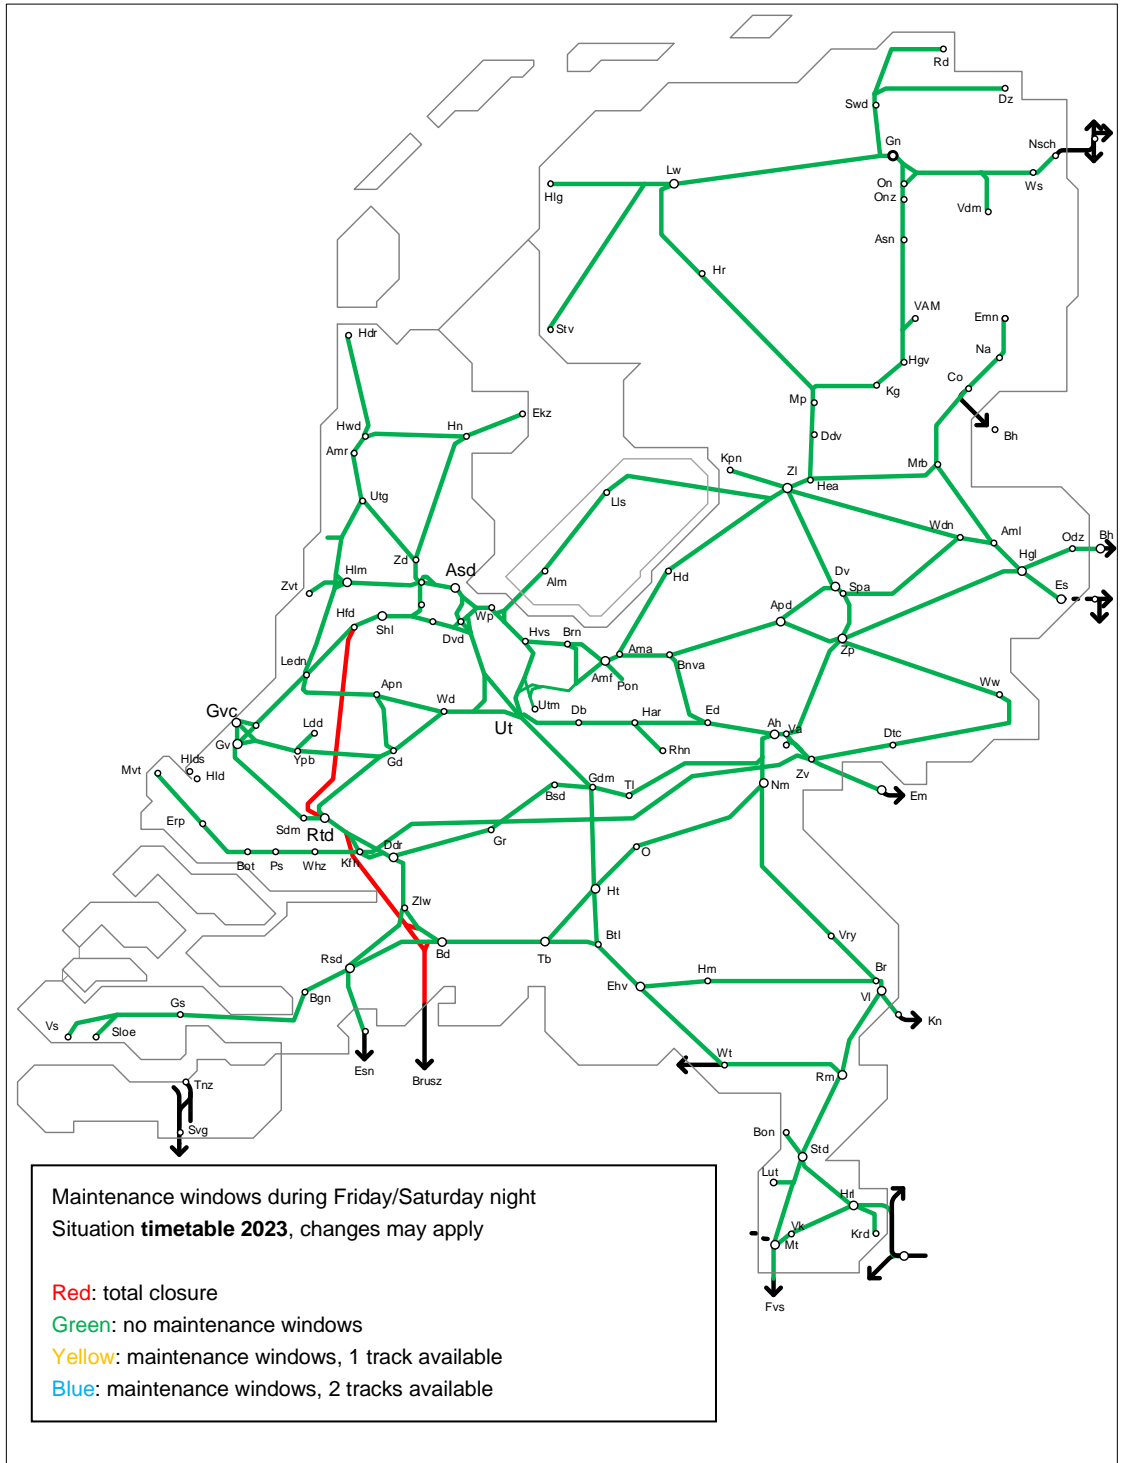 Rd
Dz
Swd
Gn
Nsch
Lw
On
Ws
Hlg
Onz
Vdm
Asn
Hr
VAM
Emn
Stv
Hdr
Na
Hgv
Co
Kg
Mp
Ekz
Hwd
Hn
Ddv
Bh
Amr
Kpn
Zl
Mrb
Hea
Utg
Lls
Wdn
Aml
Odz
Bh
Hgl
Zd
Asd
Hlm
Alm
Hd
Dv
Spa
Es
Zvt
Hfd
Shl
Wp
Apd
Dvd
Hvs
Brn
Ama
Zp
Ledn
Bnva
Amf
Pon
Apn
Ww
Utm
Wd
Gvc
Ldd
Ut
Db
Har
Ed
Ah
Va
Gv
Ypb
Gd
Rhn
Dtc
Zv
Mvt
Hlds
Hld
Nm
Bsd
Gdm
Tl
Em
Erp
Sdm
Rtd
Gr
O
Bot
Ps
Whz
Kfh
Ddr
Ht
Zlw
Bd
Tb
Btl
Vry
Rsd
Hm
Br
Bgn
Ehv
Vl
Gs
Vs
Sloe
Kn
Esn
Brusz
Wt
Rm
Tnz
Svg
Bon
Std
Lut
Hrl
Vk
Krd
Mt
Fvs
Maintenance windows during Friday/Saturday night
Situation timetable 2023, changes may apply
Red: total closure
Green: no maintenance windows
Yellow: maintenance windows, 1 track available
Blue: maintenance windows, 2 tracks available